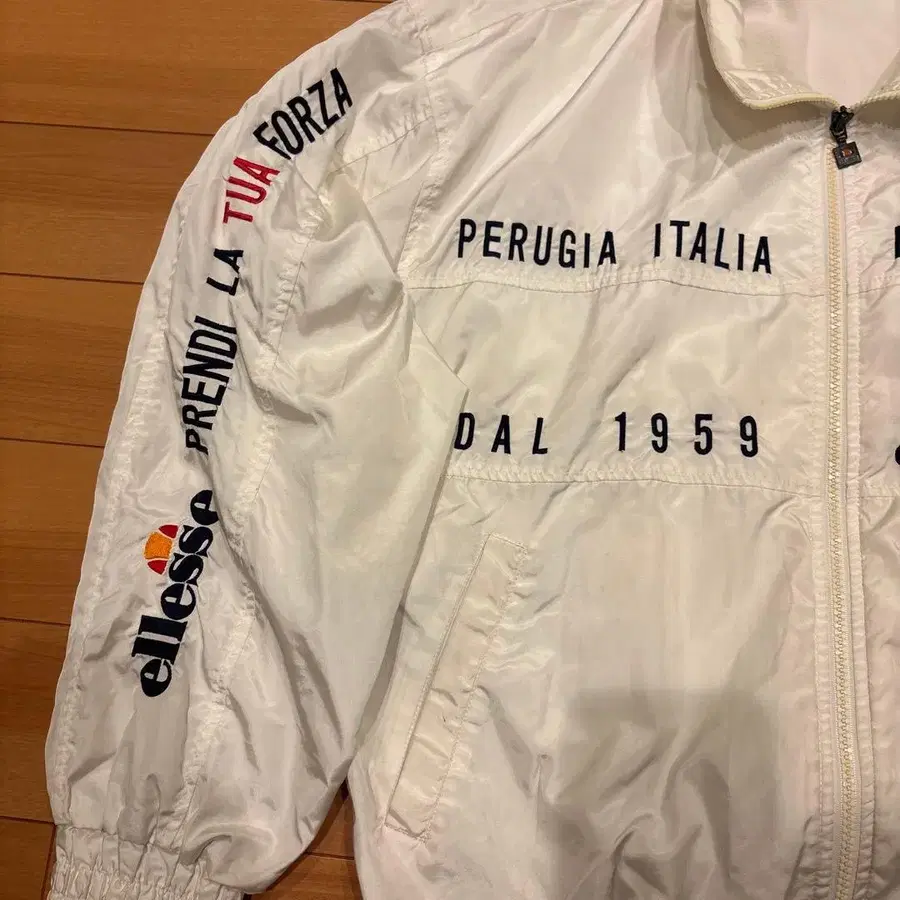 PERUGIA ITALIA
DAL 1959
ellesse PRENDI LA TUA FORZA